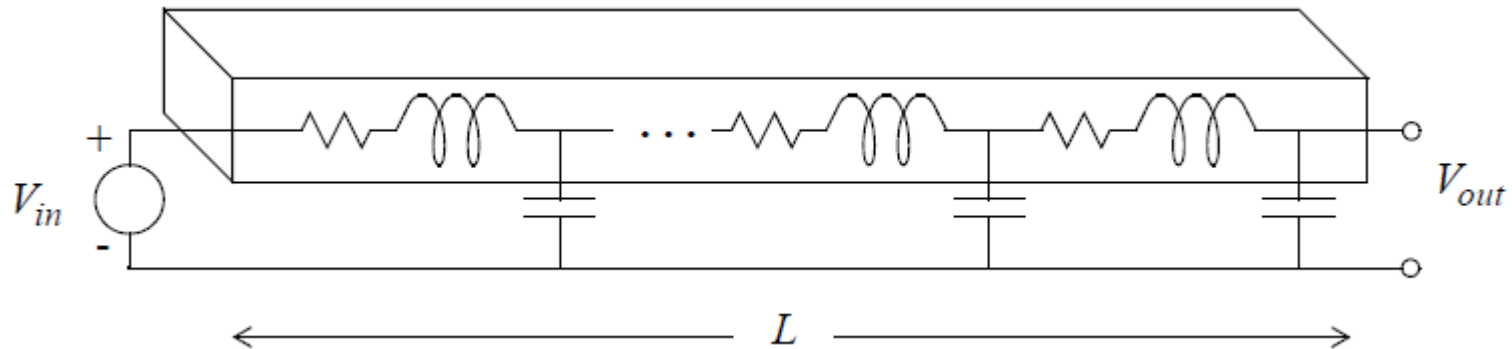 +
. . .
V_in
V_out
-
L